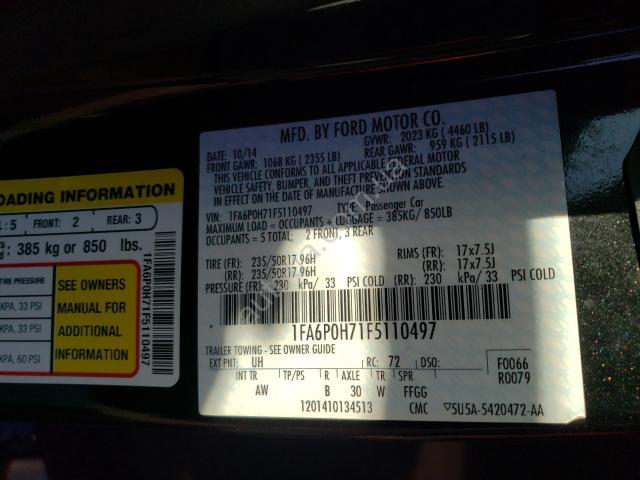 MFD. BY FORD MOTOR CO.
DATE: 10/14
GVWR: 2023 KG ( 4460 LB)
FRONT GAWR: 1068 KG (2355 LB)
REAR GAWR: 959 KG (2115 LB)
THIS VEHICLE CONFORMS TO ALL APPLICABLE FEDERAL MOTOR
VEHICLE SAFETY, BUMPER, AND THEFT PREVENTION STANDARDS
IN EFFECT ON THE DATE OF MANUFACTURE SHOWN ABOVE.
VIN: 1FA6P0H71F5110497 TYPE: Passenger Car
MAXIMUM LOAD = OCCUPANTS + LUGGAGE = 385KG/ 850LB
OCCUPANTS = 5 TOTAL: 2 FRONT, 3 REAR
TIRE (FR): 235/50R17 96H RIMS (FR): 17x7.5J
(RR): 235/50R17 96H (RR): 17x7.5J
PRESSURE (FR): 230 kPa/ 33 PSI COLD (RR): 230 kPa/ 33 PSI COLD
1FA6P0H71F5110497
TRAILER TOWING - SEE OWNER GUIDE
EXT PNT: UH RC: 72 DSO: F0066
R0079
INT TR TP/PS R AXLE TR SPR
AW B 30 W FFGG
1201410134513 CMC ▽5U5A-5420472-AA
LOADING INFORMATION
: 5 FRONT: 2 REAR: 3
385 kg or 850 lbs.
TIRE PRESSURE
KPA, 33 PSI
KPA, 33 PSI
KPA, 60 PSI
SEE OWNERS
MANUAL FOR
ADDITIONAL
INFORMATION
1FA6P0H71F5110497